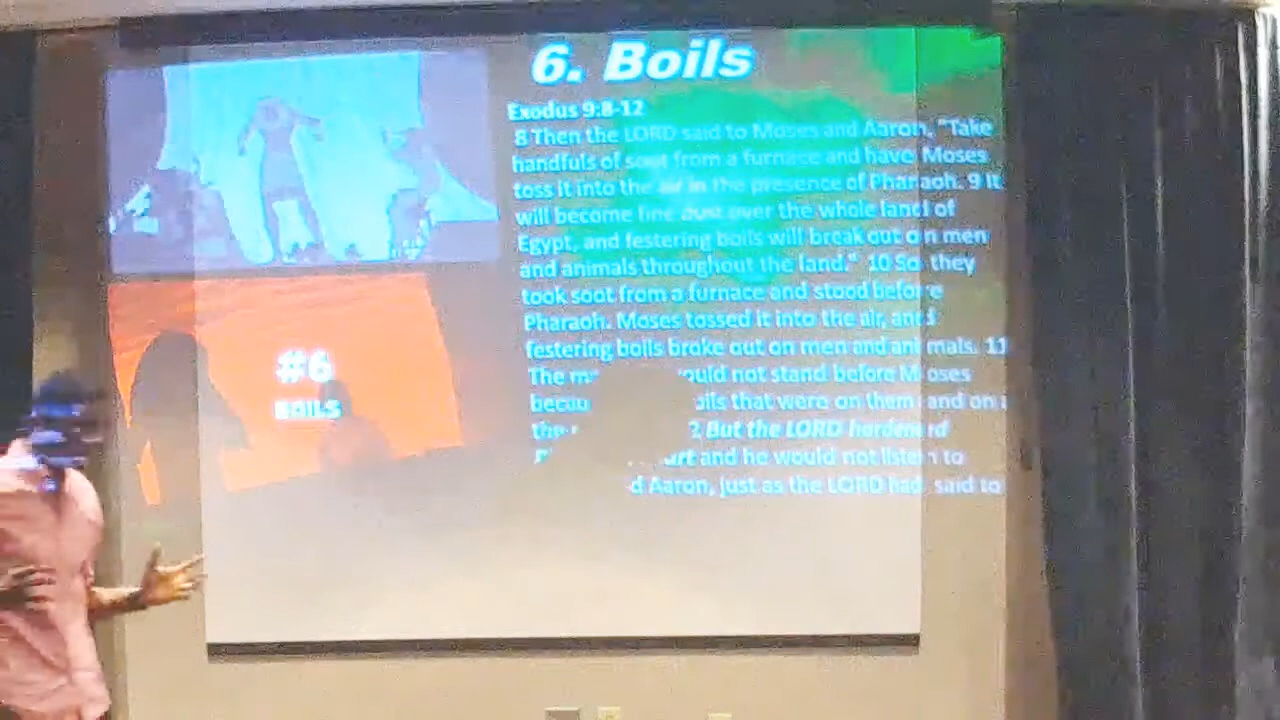 6. Boils
Exodus 9:8-12
8 Then the LORD said to Moses and Aaron, "Take
handfuls of soot from a furnace and have Moses
toss it into the air in the presence of Pharaoh. 9 It
will become fine dust over the whole land of
Egypt, and festering boils will break out on men
and animals throughout the land." 10 So they
took soot from a furnace and stood before
Pharaoh. Moses tossed it into the air, and
festering boils broke out on men and animals. 11
The not stand before Moses
that were on them and on
But the LORD hardened
and he would not listen to
Aaron, just as the LORD had said to
#6
BOILS